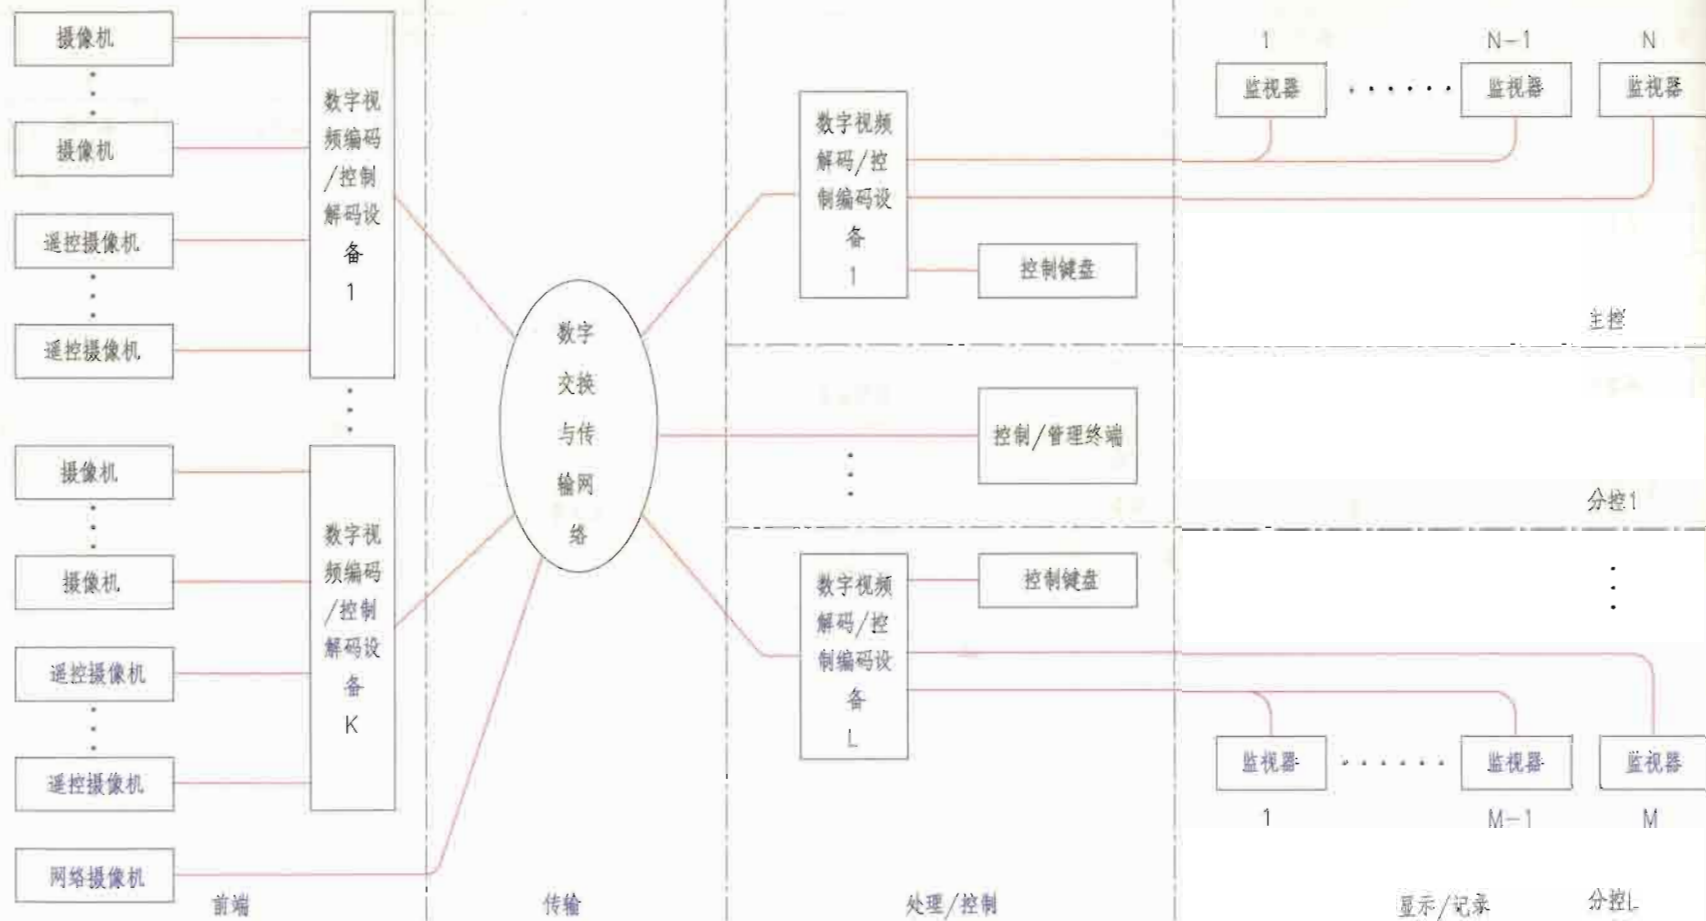 摄像机
摄像机
遥控摄像机
遥控摄像机
数字视
频编码
/控制
解码设
备
1
摄像机
摄像机
遥控摄像机
遥控摄像机
数字视
频编码
/控制
解码设
备
K
网络摄像机
前端
数字
交换
与传
输网
络
传输
数字视频
解码/控
制编码设
备
1
控制键盘
控制/管理终端
数字视频
解码/控
制编码设
备
L
控制键盘
处理/控制
1 N-1 N
监视器 监视器 监视器
主控
分控1
监视器 监视器 监视器
1 M-1 M
显示/记录
分控L